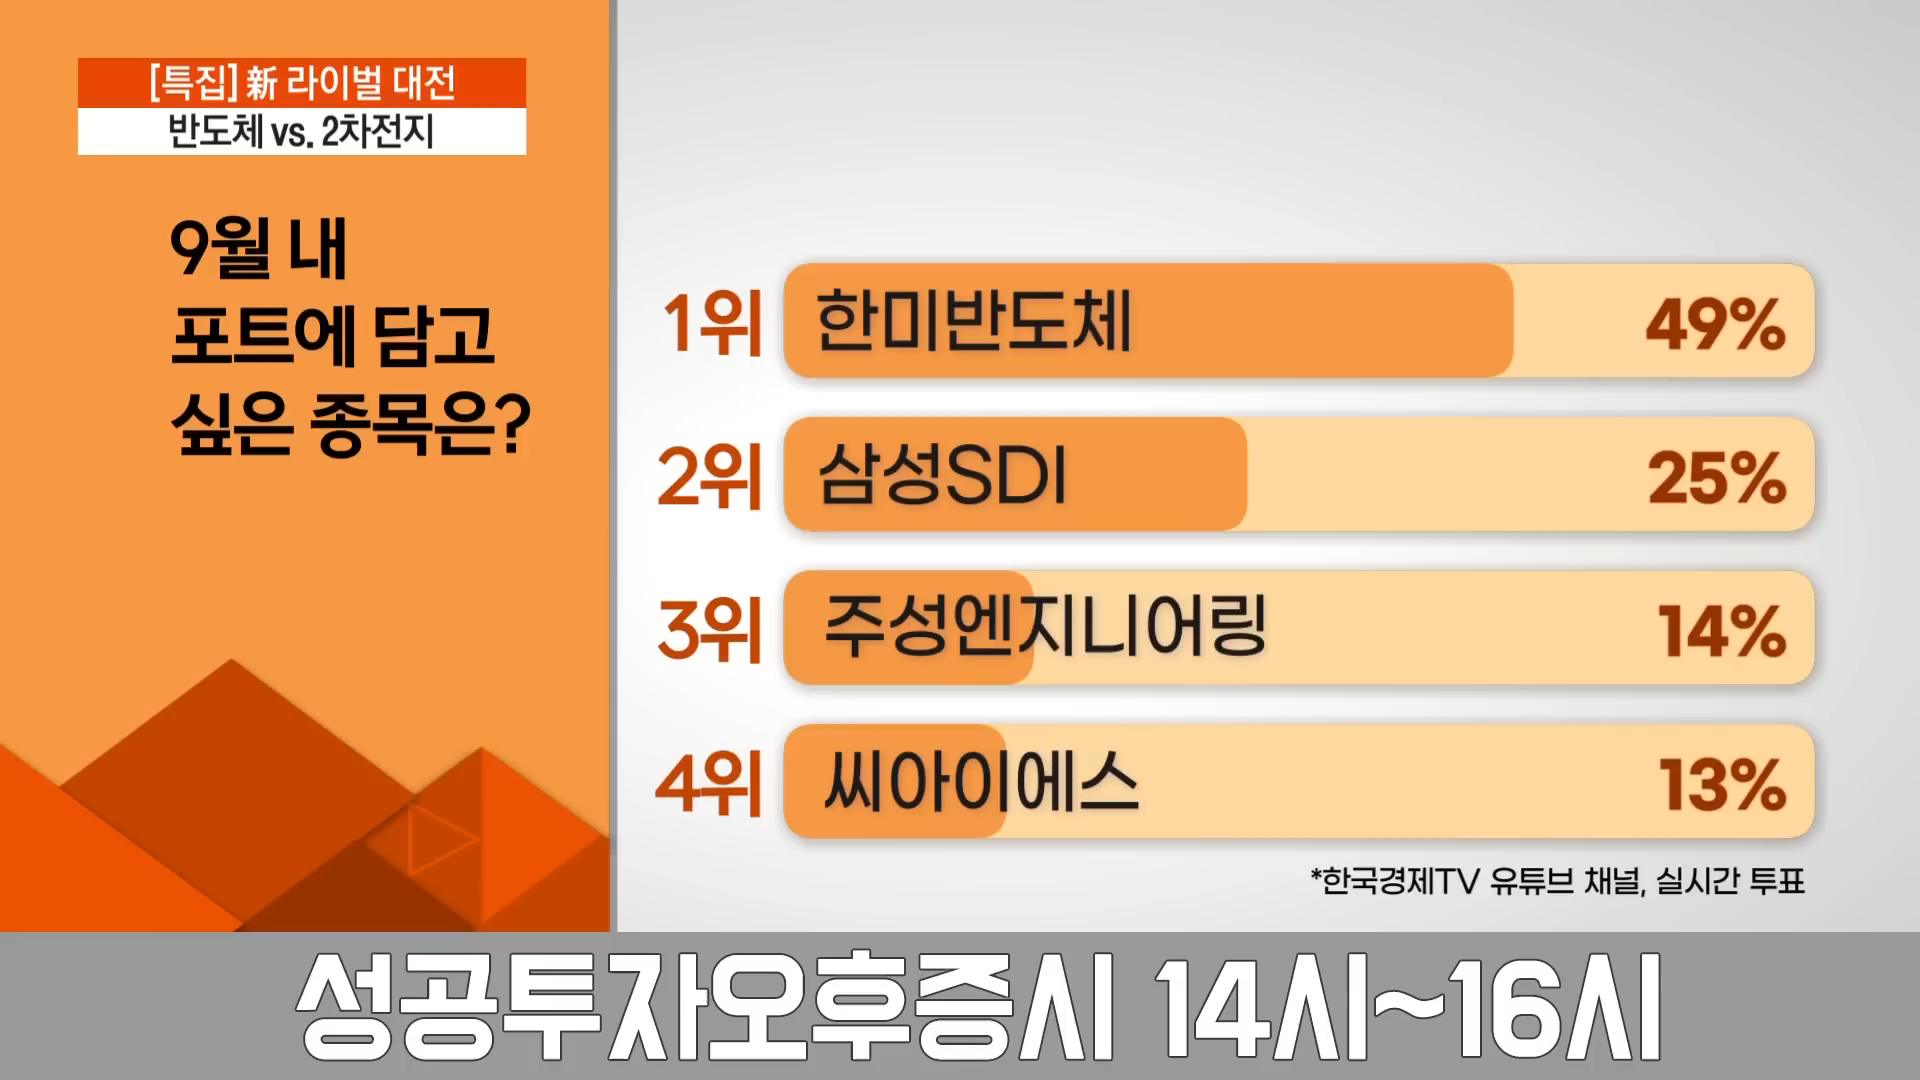 [특집] 新 라이벌 대전
반도체 vs. 2차전지
9월 내
포트에 담고
싶은 종목은?
1위 한미반도체 49%
2위 삼성SDI 25%
3위 주성엔지니어링 14%
4위 씨아이에스 13%
*한국경제TV 유튜브 채널, 실시간 투표
성공투자오후증시 14시~16시